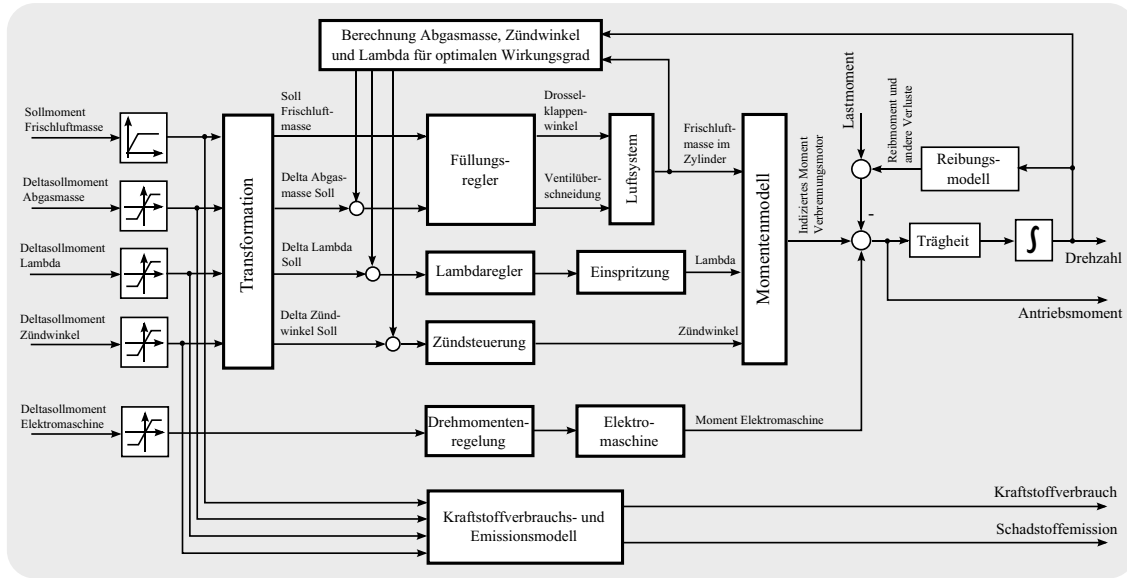 Berechnung Abgasmasse, Zündwinkel
und Lambda für optimalen Wirkungsgrad
Sollmoment
Frischluftmasse
Deltasollmoment
Abgasmasse
Deltasollmoment
Lambda
Deltasollmoment
Zündwinkel
Deltasollmoment
Elektromaschine
Transformation
Soll
Frischluft-
masse
Delta Abgas-
masse Soll
Delta Lambda
Soll
Delta Zünd-
winkel Soll
Füllungs-
regler
Lambdaregler
Zündsteuerung
Drehmomenten-
regelung
Drossel-
klappen-
winkel
Ventilüber-
schneidung
Luftsystem
Einspritzung
Elektro-
maschine
Frischluft-
masse im
Zylinder
Lambda
Zündwinkel
Moment Elektromaschine
Momentenmodell
Indiziertes Moment
Verbrennungsmotor
Lastmoment
Reibmoment und
andere Verluste
Reibungs-
modell
-
Trägheit
∫
Drehzahl
Antriebsmoment
Kraftstoffverbrauchs- und
Emissionsmodell
Kraftstoffverbrauch
Schadstoffemission